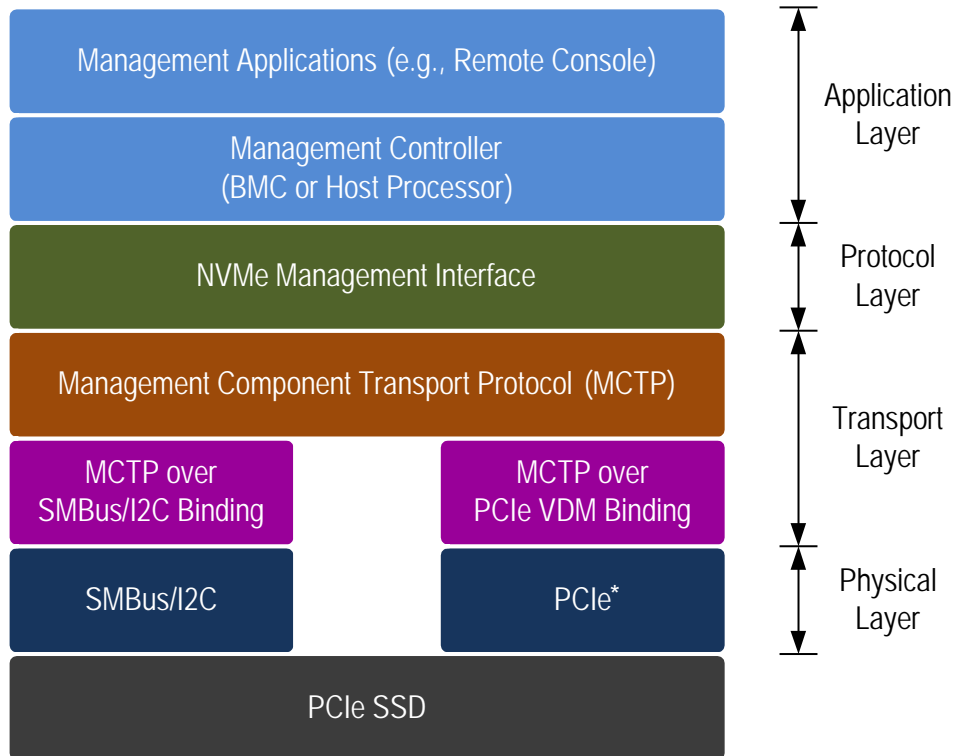 Management Applications (e.g., Remote Console)
Management Controller
(BMC or Host Processor)
Application
Layer
NVMe Management Interface
Protocol
Layer
Management Component Transport Protocol (MCTP)
MCTP over
SMBus/I2C Binding
MCTP over
PCIe VDM Binding
Transport
Layer
SMBus/I2C
PCIe*
Physical
Layer
PCIe SSD